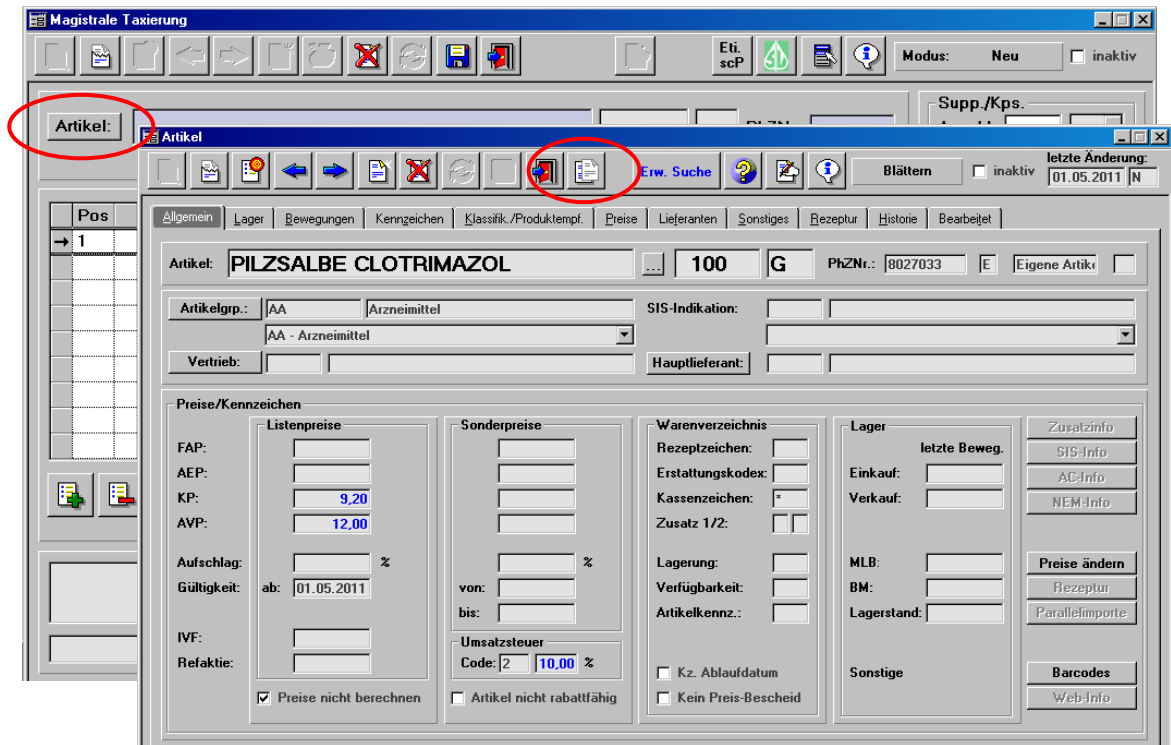 Magistrale Taxierung
Eti. scP
Modus: Neu
inaktiv
Artikel:
Supp./Kps.
Pos
1
Artikel
Erw. Suche
Blättern
inaktiv
letzte Änderung:
01.05.2011 N
Allgemein Lager Bewegungen Kenngzeichen Klassifik./Produktempf. Preise Lieferanten Sonstiges Rezeptur Historie Bearbeitet
Artikel: PILZSALBE CLOTRIMAZOL ... 100 G PhZNr.: 8027033 E Eigene Artik
Artikelgrp.: AA Arzneimittel SIS-Indikation:
AA - Arzneimittel
Vertrieb: Hauptlieferant:
Preise/Kennzeichen
Listenpreise Sonderpreise Warenverzeichnis Lager Zusatzinfo
FAP: Rezeptzeichen: letzte Beweg. SIS-Info
AEP: Erstattungskodex: Einkauf: AC-Info
KP: 9,20 Kassenzeichen: * Verkauf: NEM-Info
AVP: 12,00 Zusatz 1/2:
Aufschlag: % % Lagerung: MLB: Preise ändern
Gültigkeit: ab: 01.05.2011 von: Verfügbarkeit: BM: Rezeptur
bis: Artikelkennz.: Lagerstand: Parallelimporte
IVF: Umsatzsteuer
Refaktie: Code: 2 10,00 %
Kz. Ablaufdatum Sonstige Barcodes
Preise nicht berechnen Artikel nicht rabattfähig Kein Preis-Bescheid Web-Info